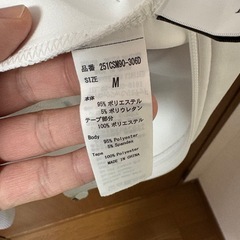 品番 251CSM90-306D
SIZE
M
本体
95% ポリエステル
5% ポリウレタン
テープ部分
100% ポリエステル
Body
95% Polyester
5% Spandex
Tape
100% Polyester
MADE IN CHINA